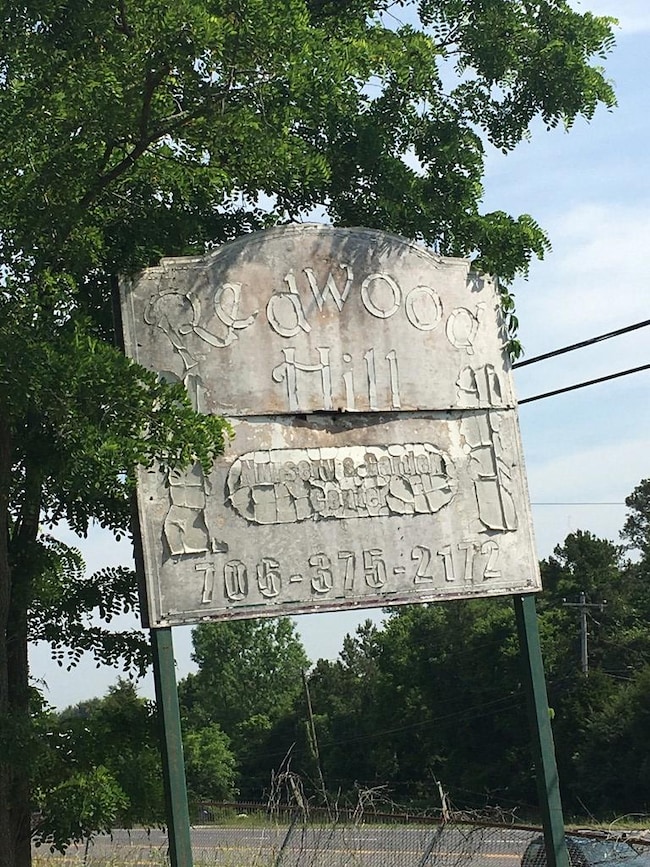 Redwood
Hill
Nursery & Garden
Center
706-375-2172